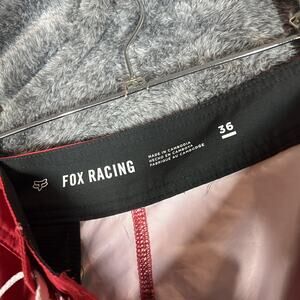 FOX RACING
MADE IN CAMBODIA
HECHO EN CAMBOYA
FABRIQUÉ AU CAMBODGE
36